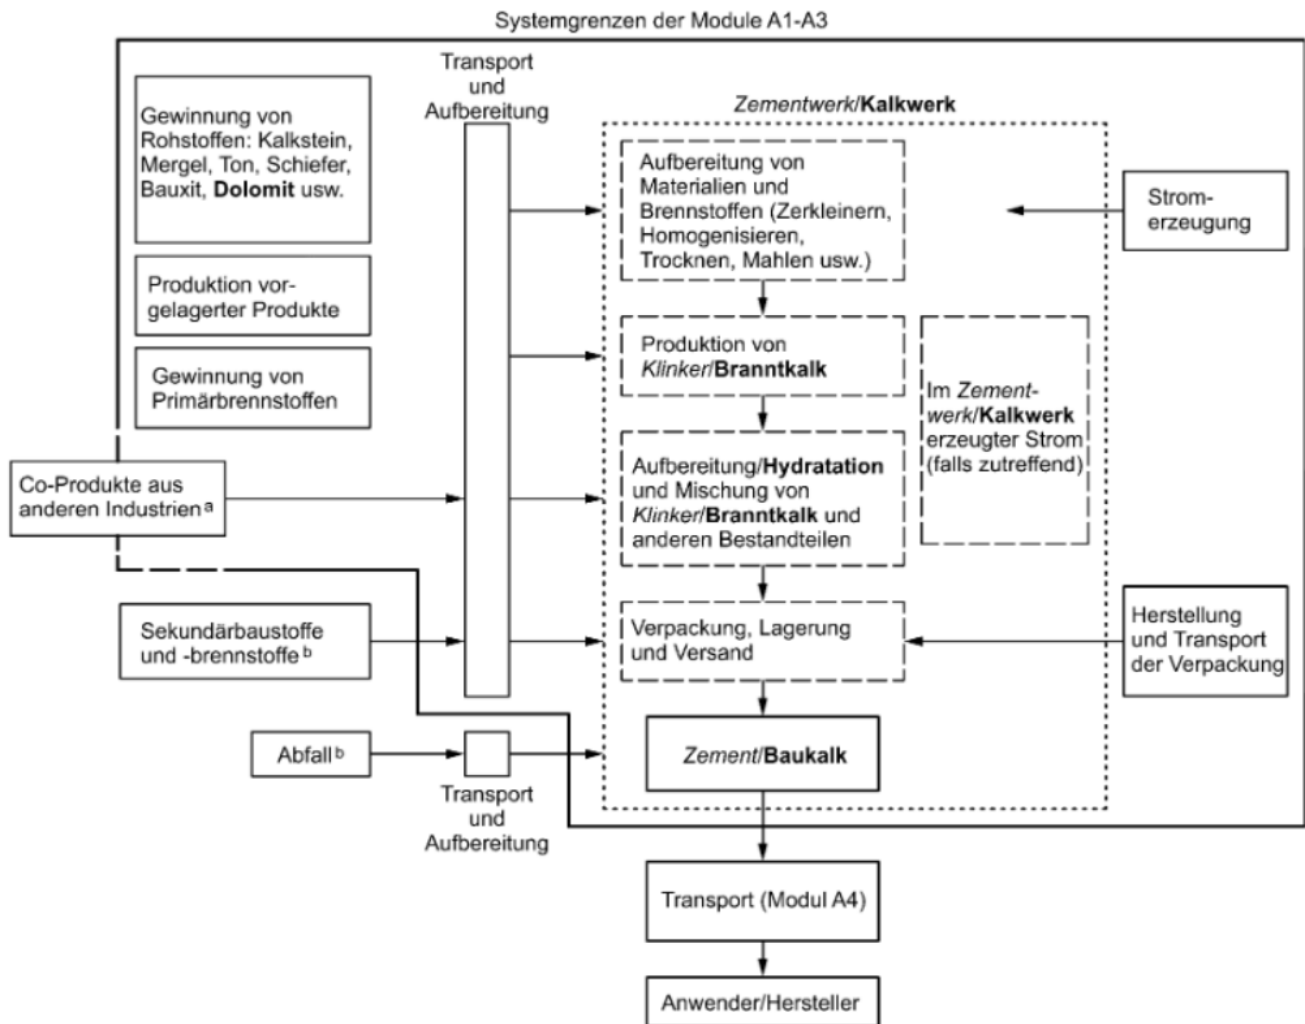 Systemgrenzen der Module A1-A3
Transport
und
Aufbereitung
Gewinnung von
Rohstoffen: Kalkstein,
Mergel, Ton, Schiefer,
Bauxit, Dolomit usw.
Produktion vor-
gelagerter Produkte
Gewinnung von
Primärbrennstoffen
Co-Produkte aus
anderen Industrien a
Sekundärbaustoffe
und -brennstoffe b
Abfall b
Transport
und
Aufbereitung
Zementwerk/Kalkwerk
Aufbereitung von
Materialien und
Brennstoffen (Zerkleinern,
Homogenisieren,
Trocknen, Mahlen usw.)
Produktion von
Klinker/Branntkalk
Aufbereitung/Hydratation
und Mischung von
Klinker/Branntkalk und
anderen Bestandteilen
Verpackung, Lagerung
und Versand
Zement/Baukalk
Im Zement-
werk/Kalkwerk
erzeugter Strom
(falls zutreffend)
Strom-
erzeugung
Herstellung
und Transport
der Verpackung
Transport (Modul A4)
Anwender/Hersteller